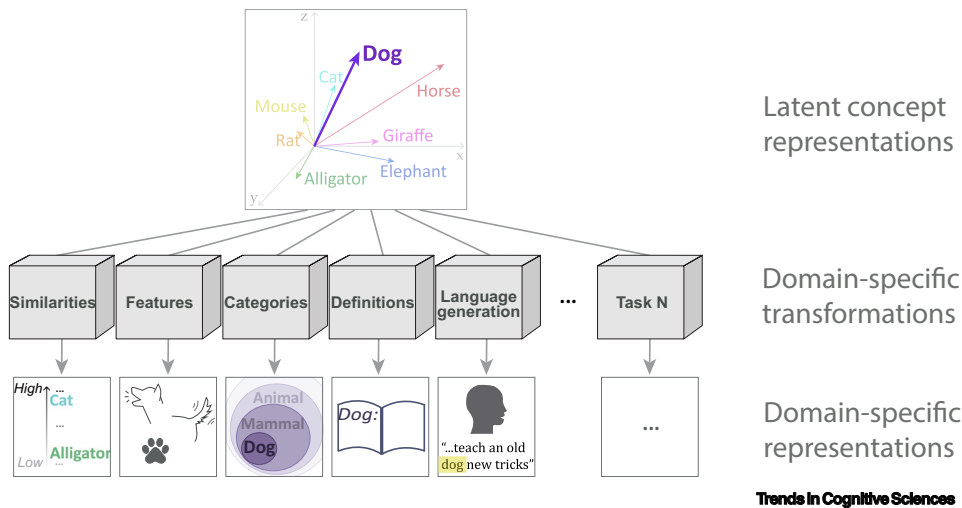 z
Dog
Cat
Horse
Mouse
Rat
Giraffe
x
Elephant
Alligator
y
Latent concept
representations
Similarities
Features
Categories
Definitions
Language
generation
...
Task N
Domain-specific
transformations
High
...
Cat
...
Alligator
Low
...
Animal
Mammal
Dog
Dog:
"...teach an old
dog new tricks"
...
Domain-specific
representations
Trends in Cognitive Sciences